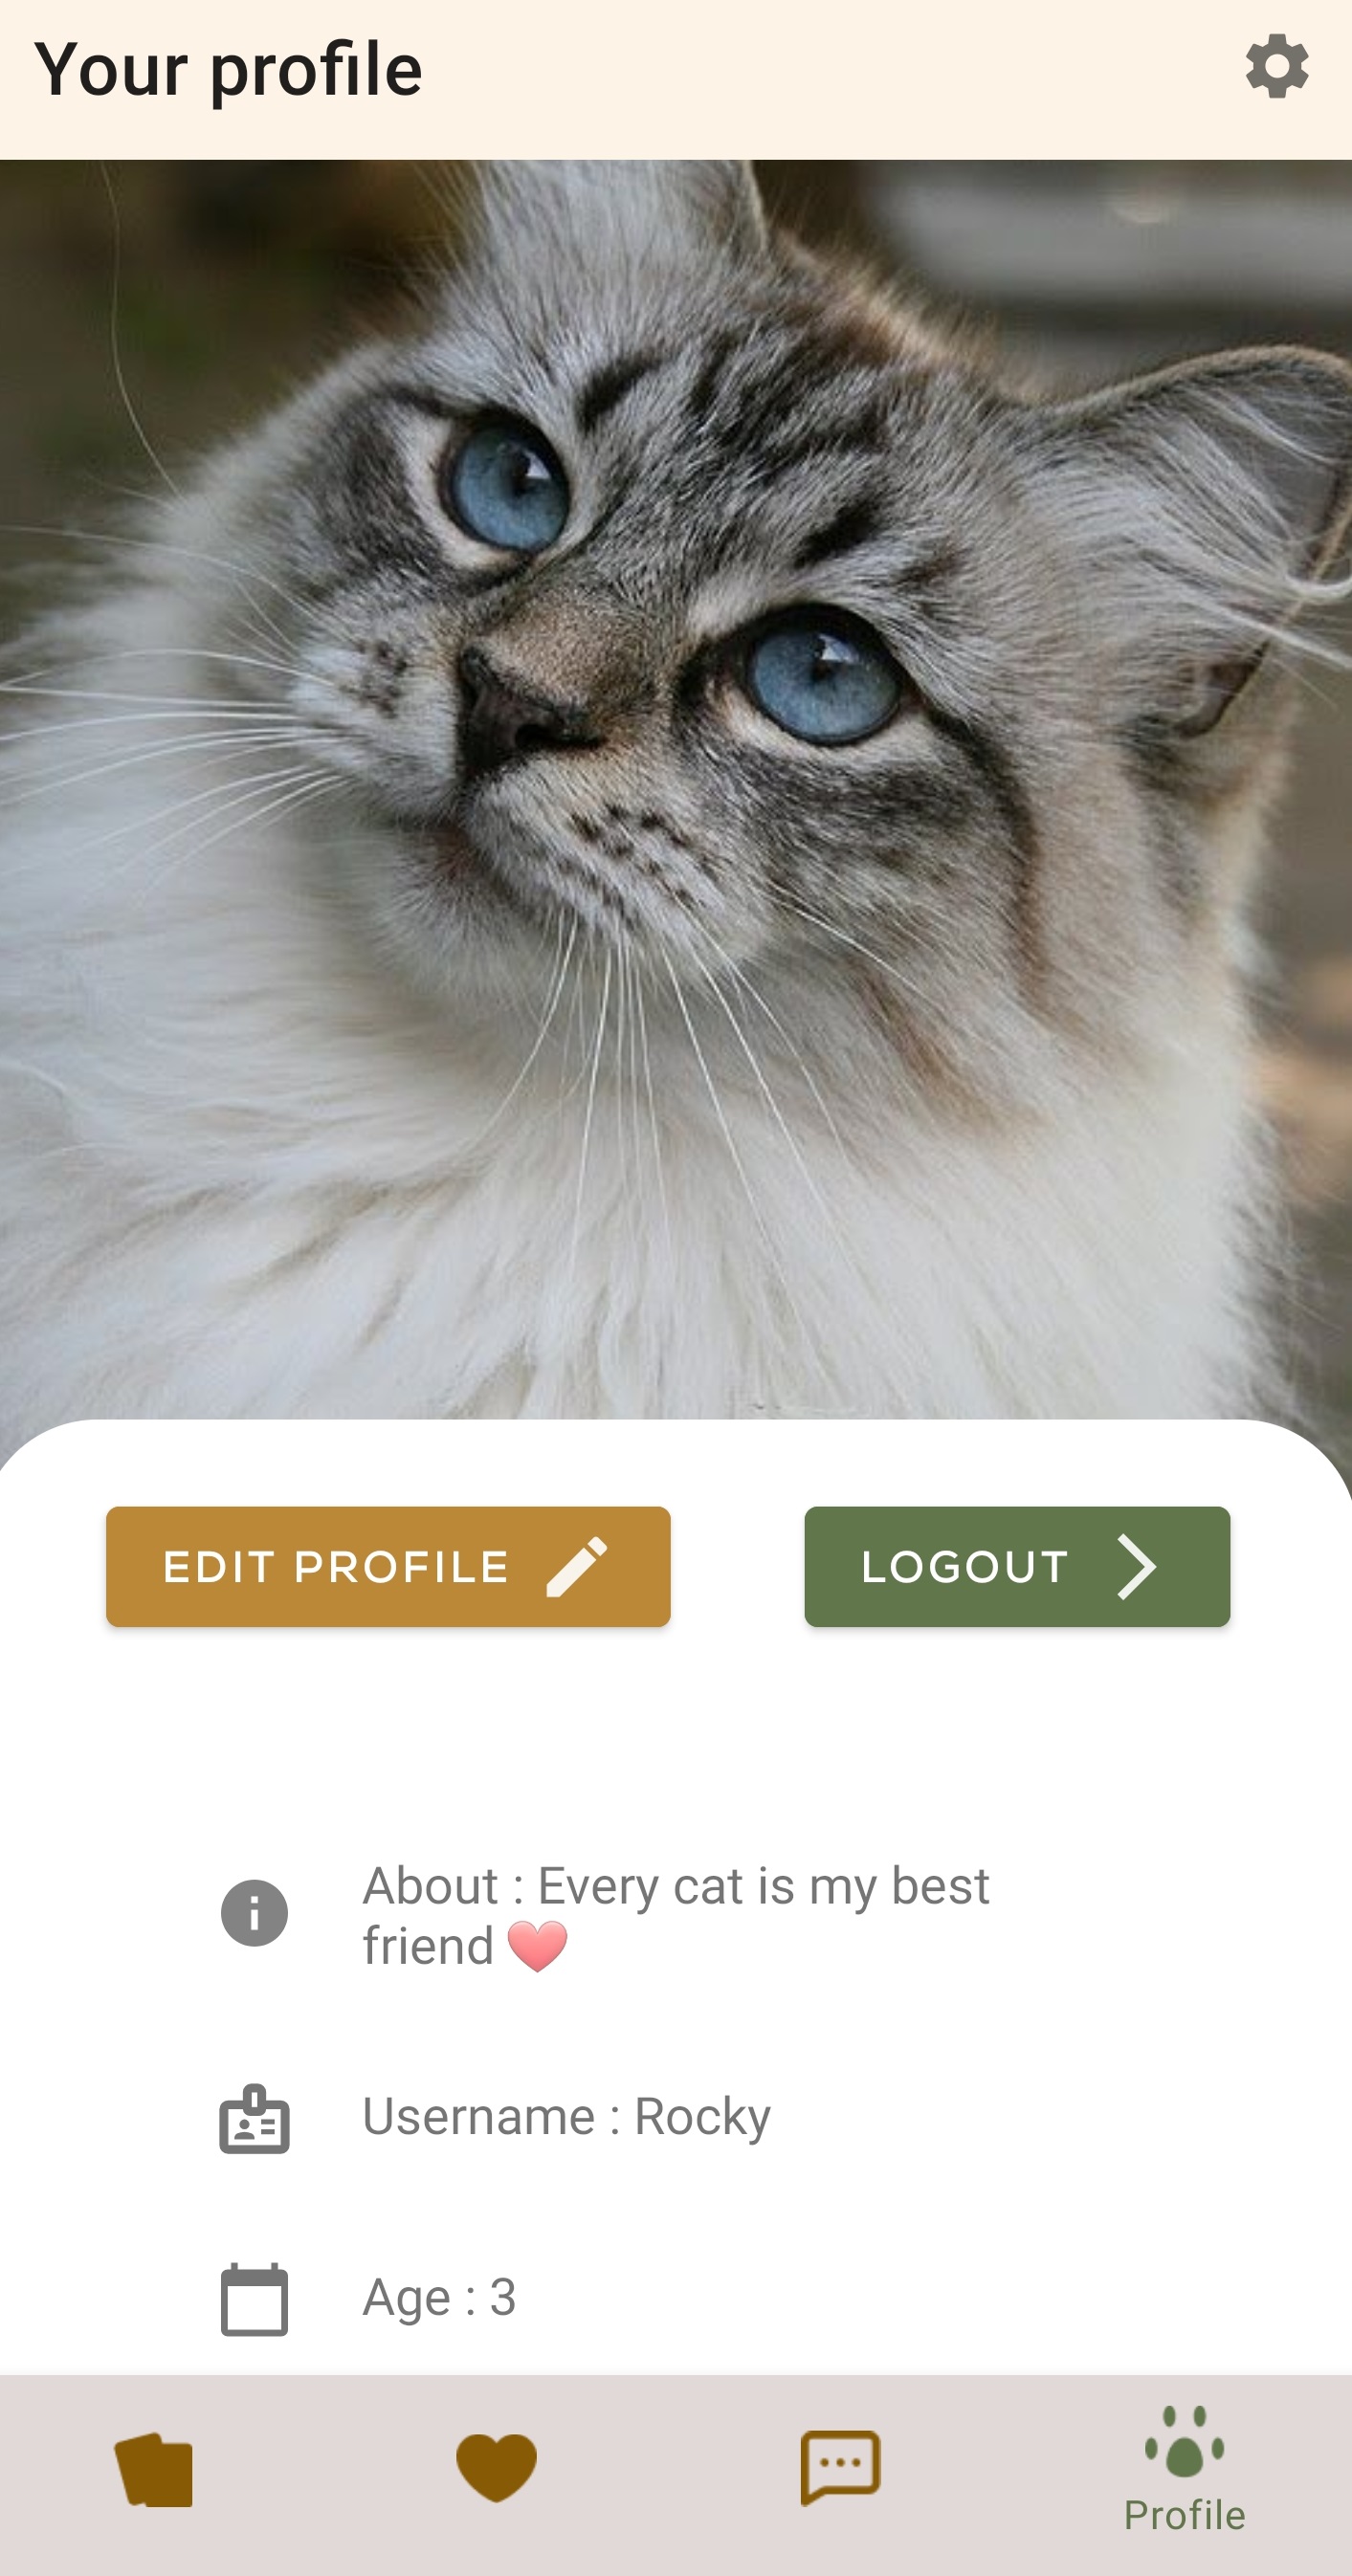 Your profile
EDIT PROFILE
LOGOUT
About : Every cat is my best
friend ❤️
Username : Rocky
Age : 3
Profile